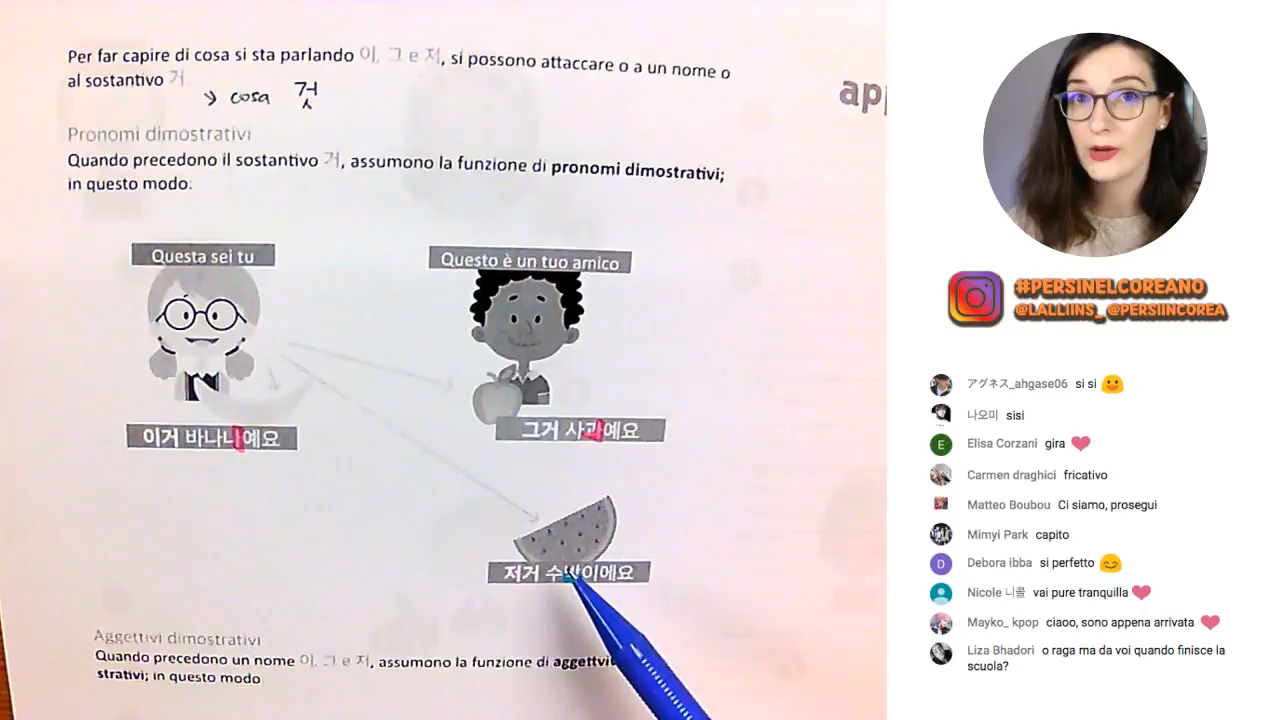 Per far capire di cosa si sta parlando 이, 그 e 저, si possono attaccare o a un nome o
al sostantivo 거
→ cosa 거
ㅅ
Pronomi dimostrativi
Quando precedono il sostantivo 거, assumono la funzione di pronomi dimostrativi;
in questo modo:
Questa sei tu
Questo è un tuo amico
이거 바나나예요
그거 사과예요
저거 수박이에요
Aggettivi dimostrativi
Quando precedono un nome 이, 그 e 저, assumono la funzione di
strativi; in questo modo
#PERSINELCOREANO
@LALLIINS_ @PERSIINCOREA
アグネス_ahgase06 si si
나오미 sisi
Elisa Corzani gira
Carmen draghici fricativo
Matteo Boubou Ci siamo, prosegui
Mimyi Park capito
D
Debora ibba si perfetto
E
Nicole 니콜 vai pure tranquilla
Mayko_ kpop ciaoo, sono appena arrivata
Liza Bhadori o raga ma da voi quando finisce la
scuola?